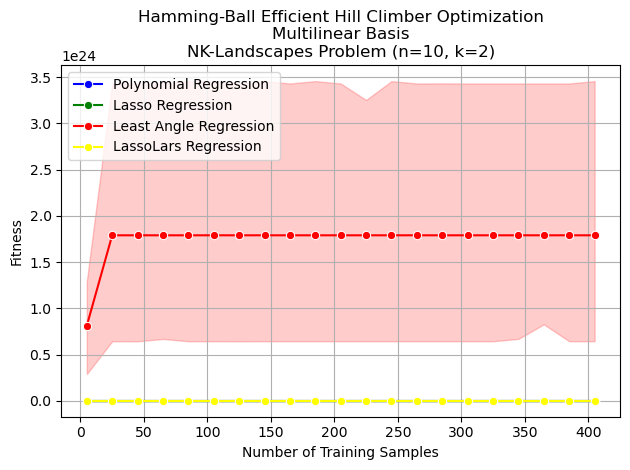 Hamming-Ball Efficient Hill Climber Optimization
Multilinear Basis
NK-Landscapes Problem (n=10, k=2)
1e24
3.5
3.0
2.5
2.0
1.5
1.0
0.5
0.0
Fitness
Polynomial Regression
Lasso Regression
Least Angle Regression
LassoLars Regression
0 50 100 150 200 250 300 350 400
Number of Training Samples